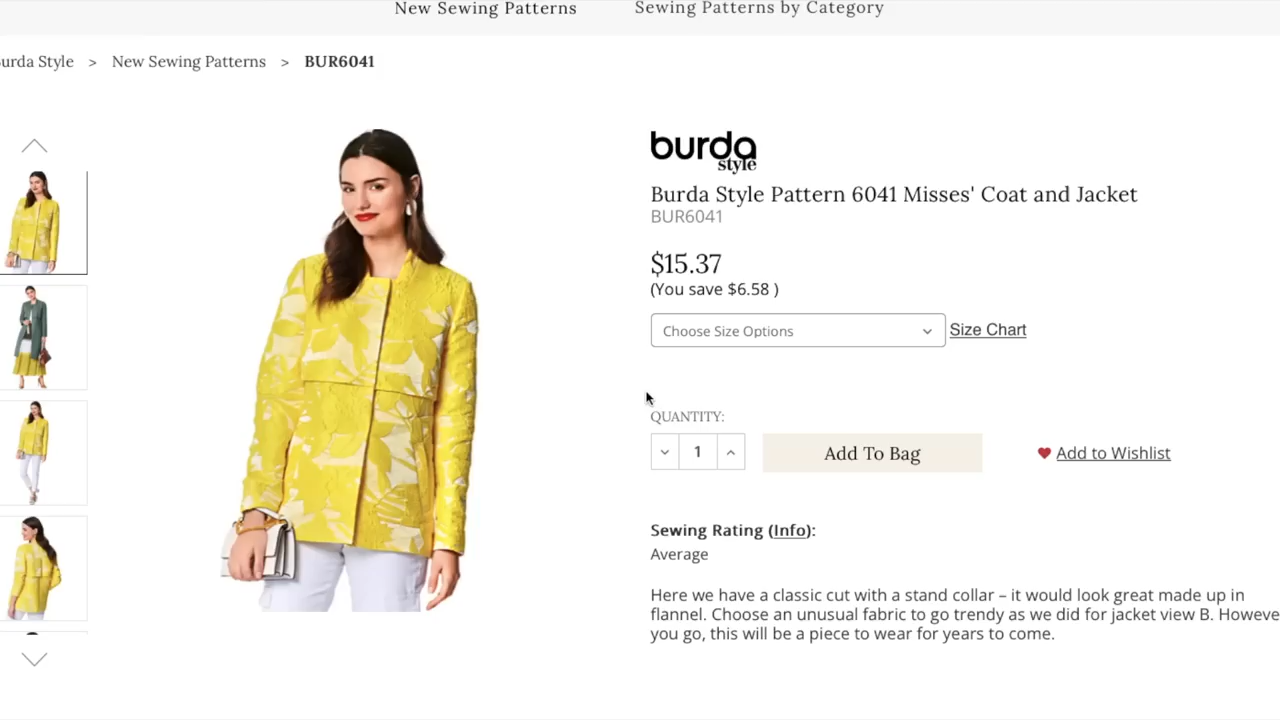 New Sewing Patterns Sewing Patterns by Category
urda Style > New Sewing Patterns > BUR6041
burda
style
Burda Style Pattern 6041 Misses' Coat and Jacket
BUR6041
$15.37
(You save $6.58 )
Choose Size Options Size Chart
QUANTITY:
1 Add To Bag Add to Wishlist
Sewing Rating (Info):
Average
Here we have a classic cut with a stand collar – it would look great made up in
flannel. Choose an unusual fabric to go trendy as we did for jacket view B. Howeve
you go, this will be a piece to wear for years to come.